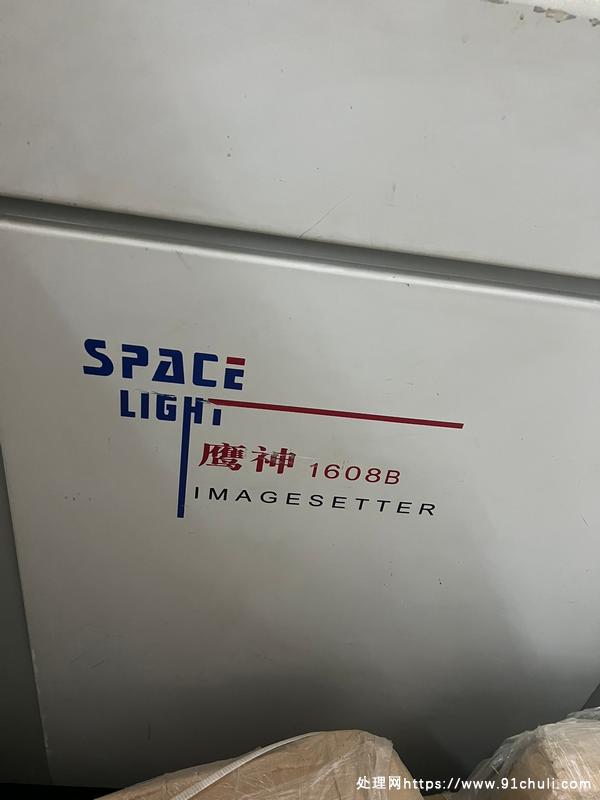 SPACE
LIGHT
鹰神 1608B
IMAGESETTER
处理网https://www.91chuli.com